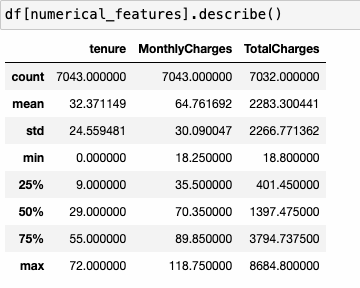 df[numerical_features].describe()
tenure MonthlyCharges TotalCharges
count 7043.000000 7043.000000 7032.000000
mean 32.371149 64.761692 2283.300441
std 24.559481 30.090047 2266.771362
min 0.000000 18.250000 18.800000
25% 9.000000 35.500000 401.450000
50% 29.000000 70.350000 1397.475000
75% 55.000000 89.850000 3794.737500
max 72.000000 118.750000 8684.800000